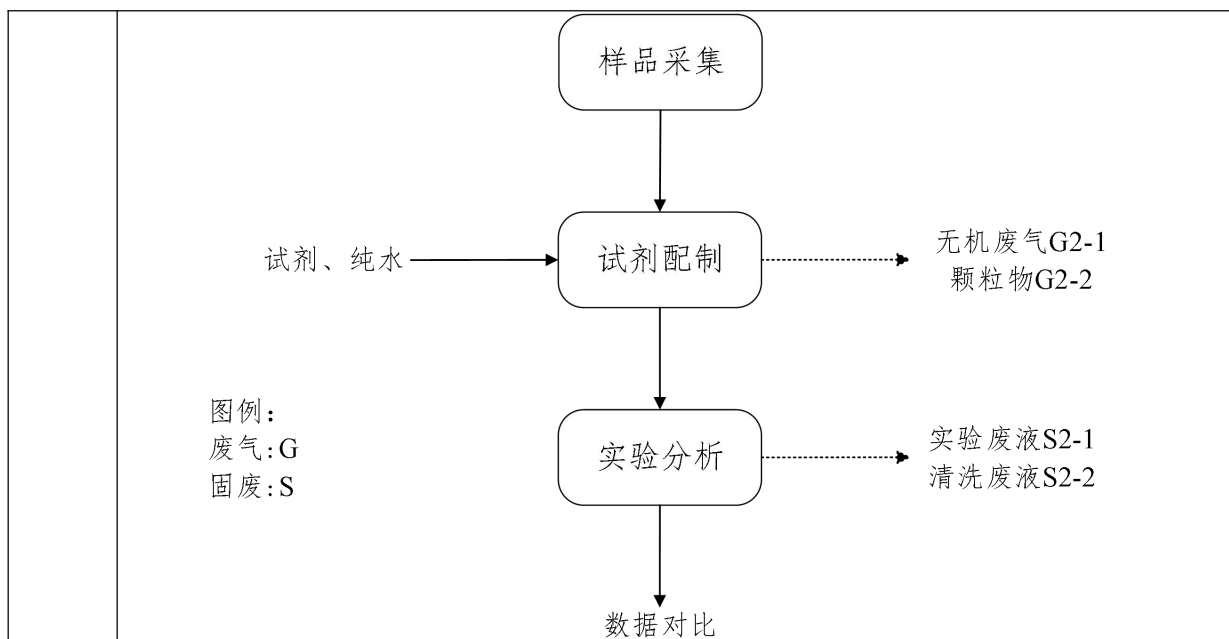 样品采集
试剂、纯水
试剂配制
无机废气G2-1
颗粒物G2-2
图例：
废气:G
固废:S
实验分析
实验废液S2-1
清洗废液S2-2
数据对比